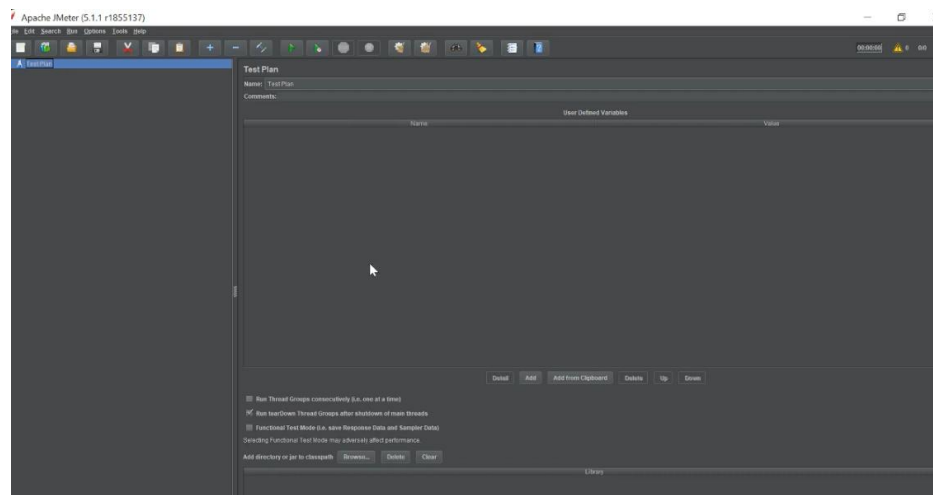 Apache JMeter (5.1.1 r1855137)
File Edit Search Run Options Tools Help
00:00:00 0 0/0
Test Plan
Test Plan
Name: Test Plan
Comments:
User Defined Variables
Name Value
Detail Add Add from Clipboard Delete Up Down
Run Thread Groups consecutively (i.e. one at a time)
Run tearDown Thread Groups after shutdown of main threads
Functional Test Mode (i.e. save Response Data and Sampler Data)
Selecting Functional Test Mode may adversely affect performance.
Add directory or jar to classpath Browse... Delete Clear
Library